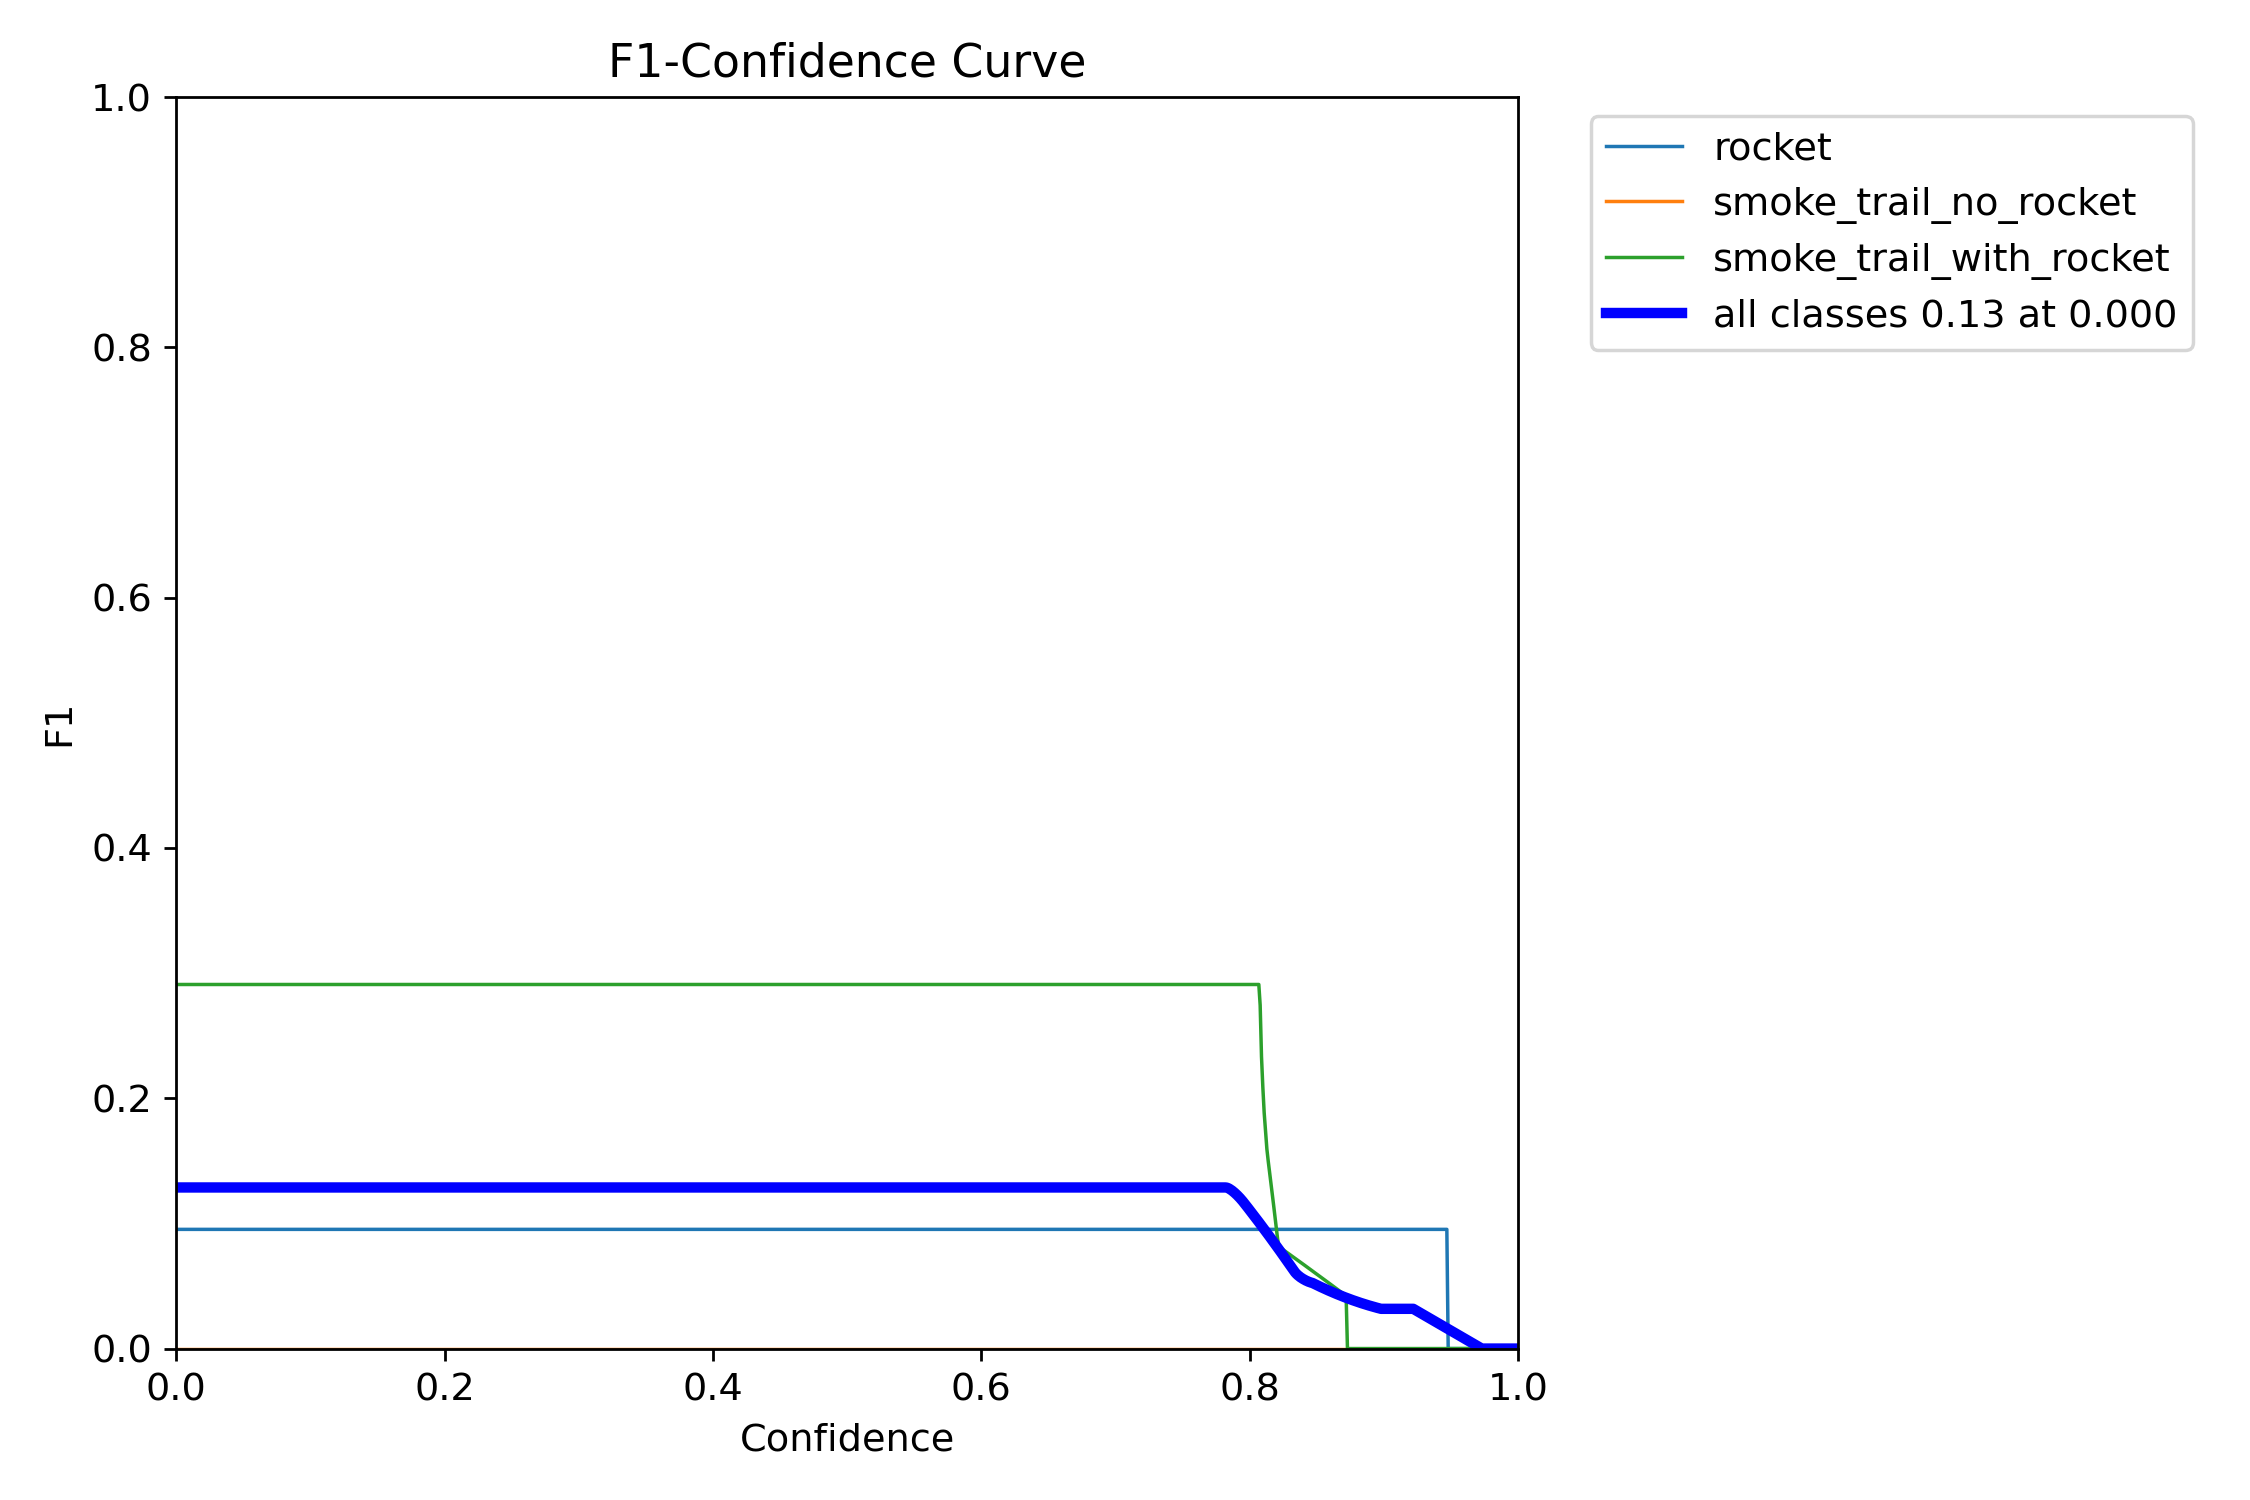 F1-Confidence Curve
1.0
0.8
0.6
0.4
0.2
0.0
F1
0.0 0.2 0.4 0.6 0.8 1.0
Confidence
rocket
smoke_trail_no_rocket
smoke_trail_with_rocket
all classes 0.13 at 0.000